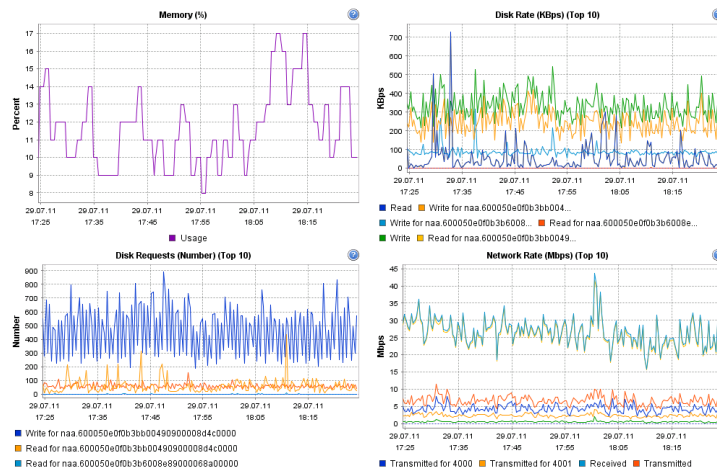 Memory (%)
17
16
15
14
13
12
11
10
9
8
Percent
29.07.11 29.07.11 29.07.11 29.07.11 29.07.11 29.07.11
17:25 17:35 17:45 17:55 18:05 18:15
Usage
Disk Rate (KBps) (Top 10)
700
600
500
400
300
200
100
0
KBps
29.07.11 29.07.11 29.07.11 29.07.11 29.07.11 29.07.11
17:25 17:35 17:45 17:55 18:05 18:15
Read Write for naa.600050e0f0b3bb004...
Write for naa.600050e0f0b3b6008... Read for naa.600050e0f0b3b6008e...
Write Read for naa.600050e0f0b3bb0049...
Disk Requests (Number) (Top 10)
900
800
700
600
500
400
300
200
100
0
Number
29.07.11 29.07.11 29.07.11 29.07.11 29.07.11 29.07.11
17:25 17:35 17:45 17:55 18:05 18:15
Write for naa.600050e0f0b3bb00490900008d4c0000
Read for naa.600050e0f0b3bb00490900008d4c0000
Read for naa.600050e0f0b3b6008e89000068a00000
Network Rate (Mbps) (Top 10)
45
40
35
30
25
20
15
10
5
0
Mbps
29.07.11 29.07.11 29.07.11 29.07.11 29.07.11 29.07.11
17:25 17:35 17:45 17:55 18:05 18:15
Transmitted for 4000 Transmitted for 4001 Received Transmitted